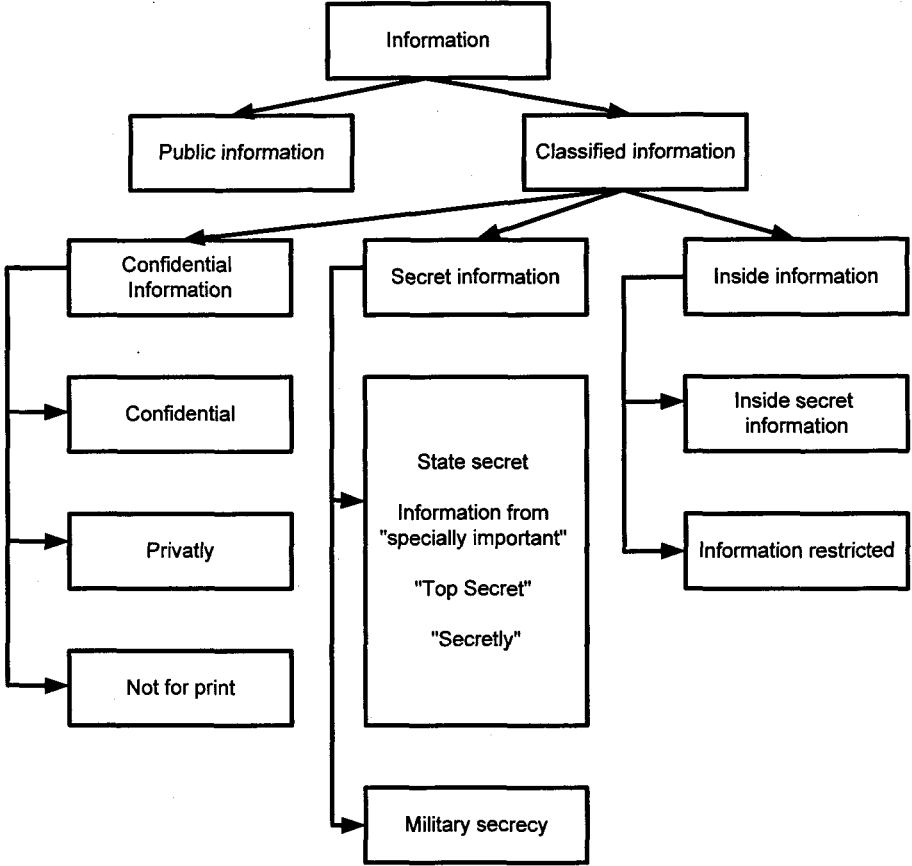 Information
Public information
Classified information
Confidential
Information
Secret information
Inside information
Confidential
Inside secret
information
State secret
Information from
"specially important"
"Top Secret"
"Secretly"
Privatly
Information restricted
Not for print
Military secrecy